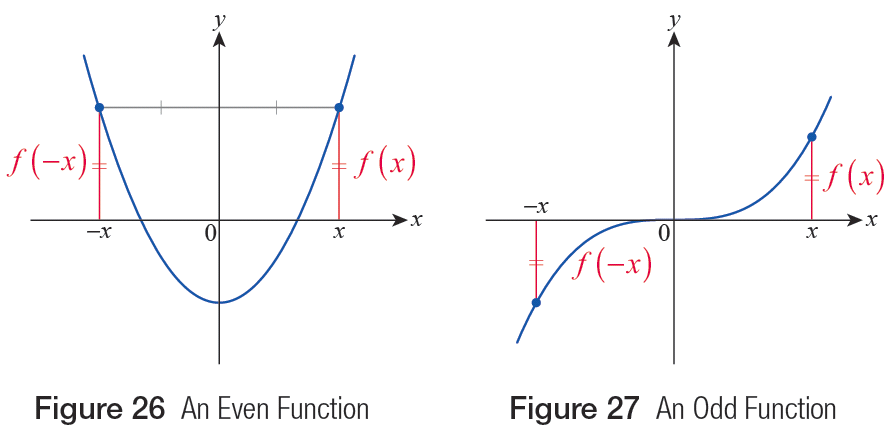 y
f(−x)
f(x)
−x
0
x
x
Figure 26 An Even Function
y
−x
f(x)
0
x
x
f(−x)
Figure 27 An Odd Function